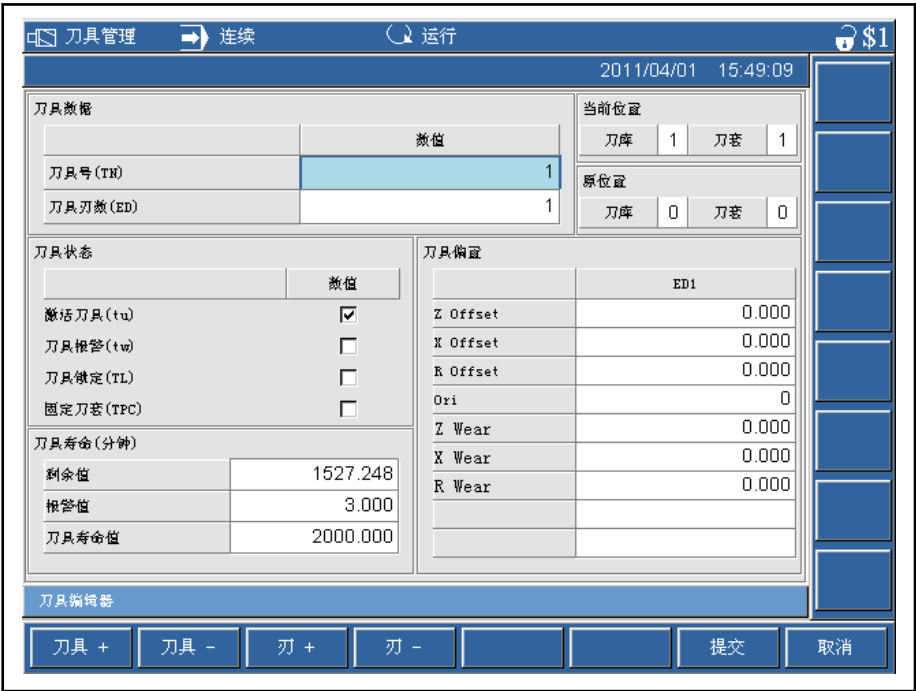 刀具管理 连续 运行 $1
2011/04/01 15:49:09
刀具数据
数值
刀具号(TN) 1
刀具刃数(ED) 1
当前位置
刀库 1 刀套 1
原位置
刀库 0 刀套 0
刀具状态
数值
激活刀具(tu)
刀具报警(tw)
刀具锁定(TL)
固定刀套(TPC)
刀具寿命(分钟)
剩余值 1527.248
报警值 3.000
刀具寿命值 2000.000
刀具偏置
ED1
Z Offset 0.000
X Offset 0.000
R Offset 0.000
Ori 0
Z Wear 0.000
X Wear 0.000
R Wear 0.000
刀具编辑器
刀具 + 刀具 - 刃 + 刃 - 提交 取消